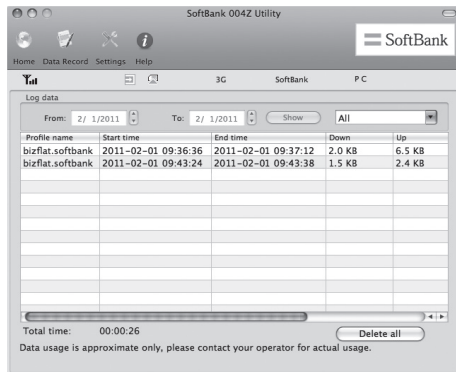 SoftBank 004Z Utility
SoftBank
Home Data Record Settings Help
3G SoftBank PC
Log data
From: 2/ 1/2011 To: 2/ 1/2011 Show All
Profile name Start time End time Down Up
bizflat.softbank 2011-02-01 09:36:36 2011-02-01 09:37:12 2.0 KB 6.5 KB
bizflat.softbank 2011-02-01 09:43:24 2011-02-01 09:43:38 1.5 KB 2.4 KB
Total time: 00:00:26
Delete all
Data usage is approximate only, please contact your operator for actual usage.